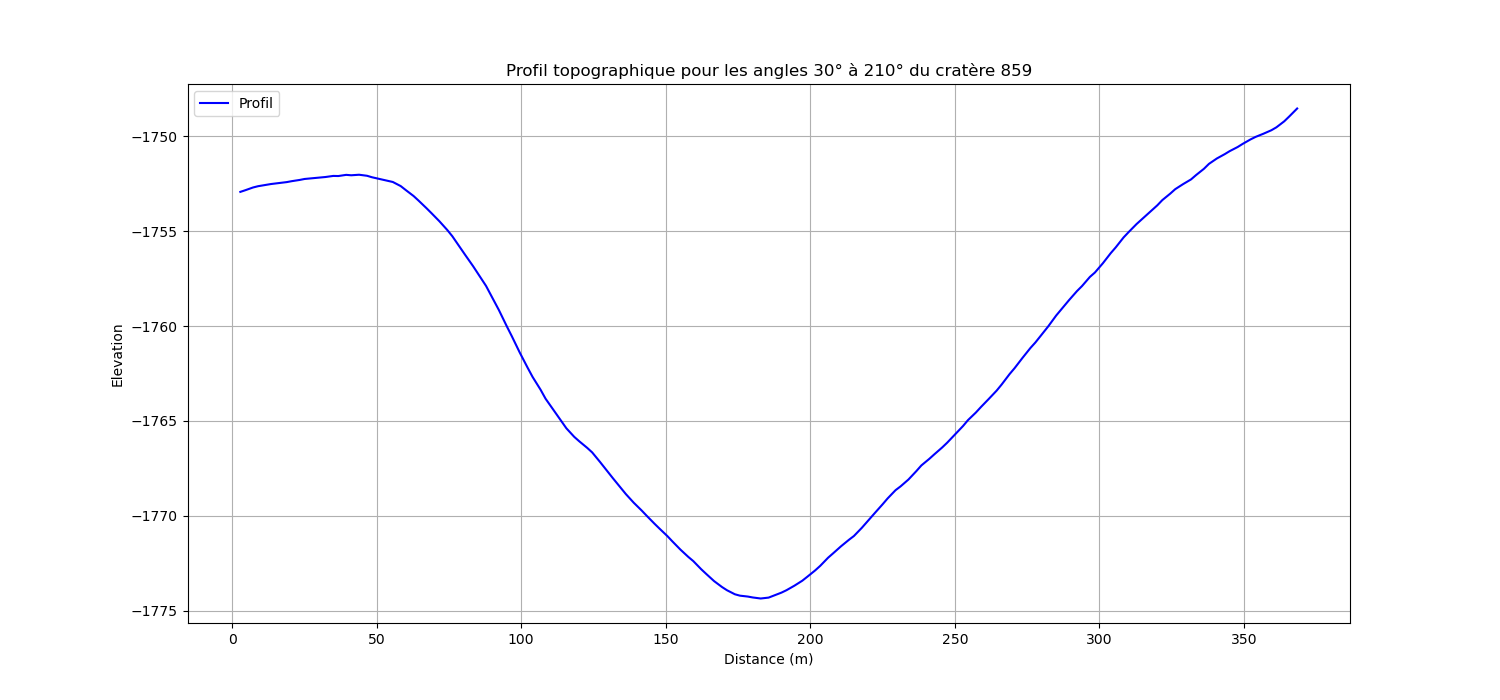 Profil topographique pour les angles 30° à 210° du cratère 859
Profil
−1750
−1755
−1760
−1765
−1770
−1775
Elevation
0 50 100 150 200 250 300 350
Distance (m)